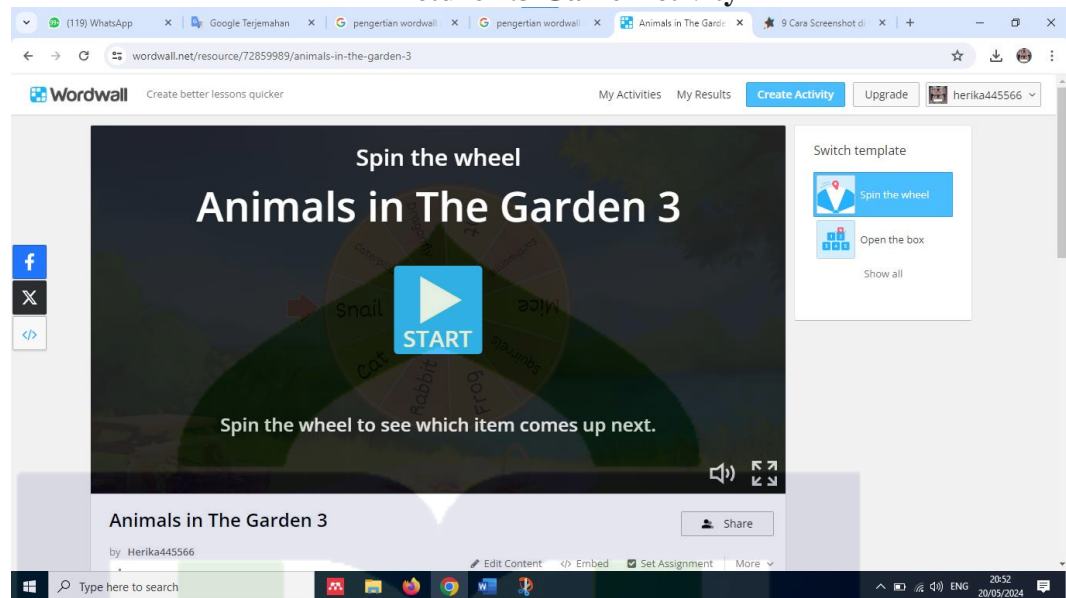 (119) WhatsApp
Google Terjemahan
pengertian wordwall
pengertian wordwall
Animals in The Garde
9 Cara Screenshot di
wordwall.net/resource/72859989/animals-in-the-garden-3
Wordwall
Create better lessons quicker
My Activities
My Results
Create Activity
Upgrade
herika445566
Spin the wheel
Animals in The Garden 3
Snail
Mice
START
Cat
Squirrels
Rabbit
Frog
Spin the wheel to see which item comes up next.
Switch template
Spin the wheel
Open the box
Show all
f
X
</>
Animals in The Garden 3
Share
by Herika445566
Edit Content
</> Embed
Set Assignment
More
Type here to search
ENG
20:52
20/05/2024